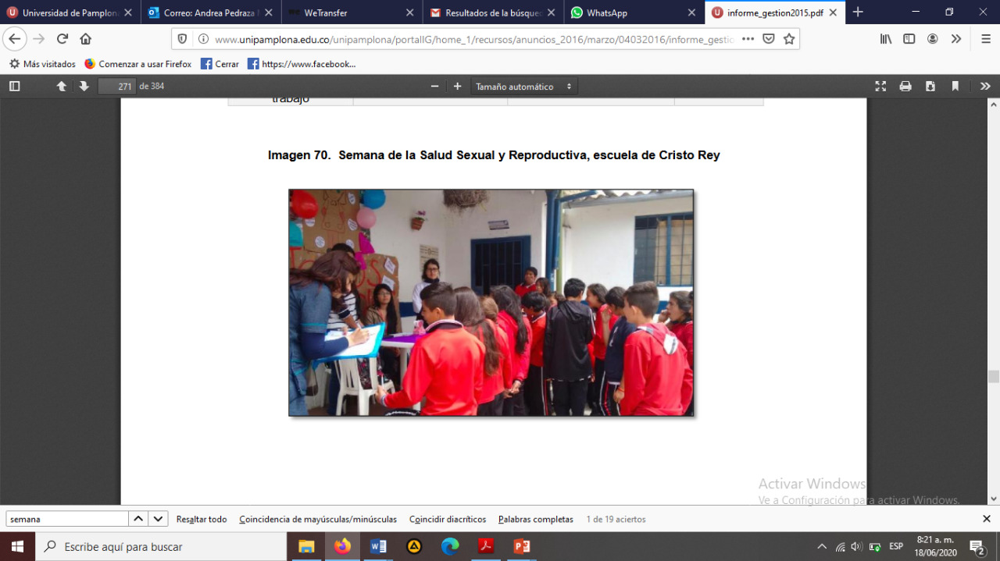 Universidad de Pamplona
Correo: Andrea Pedraza
WeTransfer
Resultados de la búsque
WhatsApp
informe_gestion2015.pdf
www.unipamplona.edu.co/unipamplona/portalIG/home_1/recursos/anuncios_2016/marzo/04032016/informe_gestio
Más visitados
Comenzar a usar Firefox
Cerrar
https://www.facebook...
271 de 384
Tamaño automático
trabajo
Imagen 70. Semana de la Salud Sexual y Reproductiva, escuela de Cristo Rey
Activar Windows
Ve a Configuración para activar Windows.
semana
Resaltar todo
Coincidencia de mayúsculas/minúsculas
Coincidir diacríticos
Palabras completas
1 de 19 aciertos
Escribe aquí para buscar
ESP
8:21 a. m.
18/06/2020
2